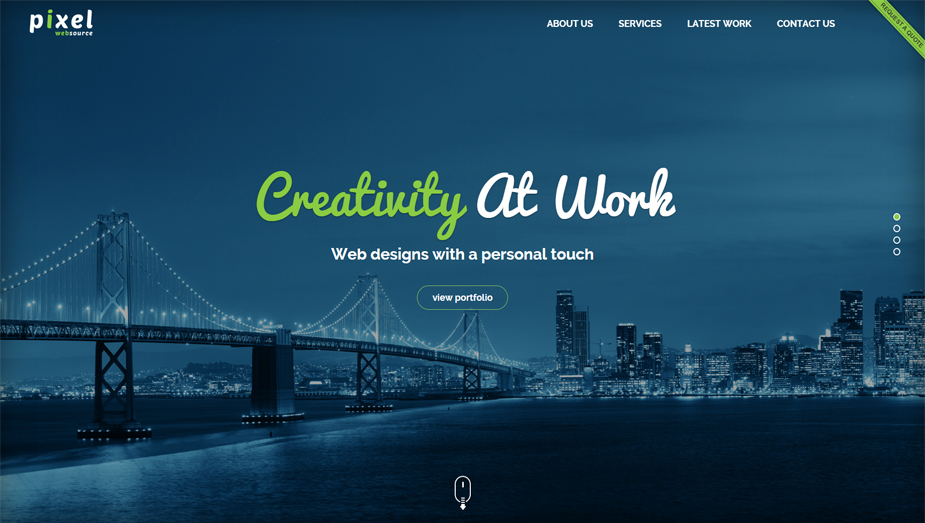 pixel
websource
ABOUT US
SERVICES
LATEST WORK
CONTACT US
REQUEST A QUOTE
Creativity At Work
Web designs with a personal touch
view portfolio